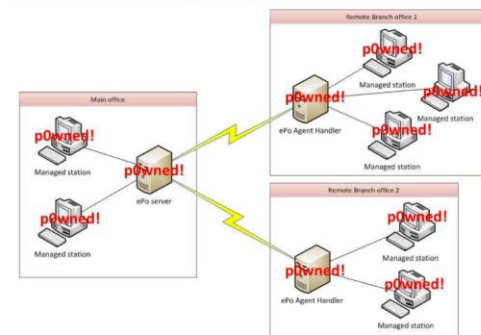 Remote Branch office 1
p0wned!
Managed station
p0wned!
Managed station
p0wned!
ePo Agent Handler
p0wned!
Managed station
Main office
p0wned!
Managed station
p0wned!
ePo server
p0wned!
Managed station
Remote Branch office 2
p0wned!
Managed station
p0wned!
ePo Agent Handler
p0wned!
Managed station